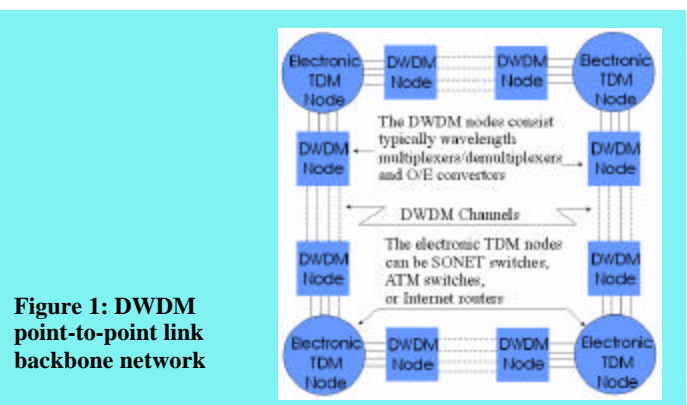 Electronic
TDM
Node
DWDM
Node
DWDM
Node
Electronic
TDM
Node
The DWDM nodes consist
typically wavelength
multiplexers/demultiplexers
and O/E convertors
DWDM
Node
DWDM
Node
DWDM Channels
The electronic TDM nodes
can be SONET switches,
ATM switches,
or Internet routers
DWDM
Node
DWDM
Node
Figure 1: DWDM
point-to-point link
backbone network
Electronic
TDM
Node
DWDM
Node
DWDM
Node
Electronic
TDM
Node